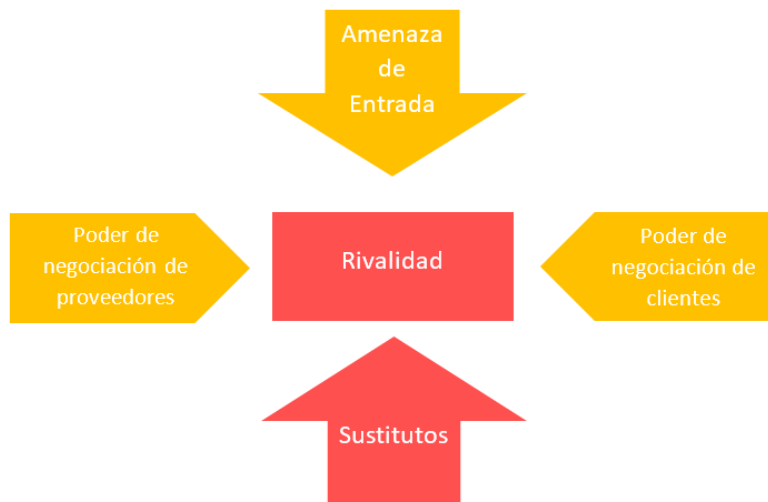 Amenaza
de
Entrada
Poder de
negociación de
proveedores
Rivalidad
Poder de
negociación de
clientes
Sustitutos